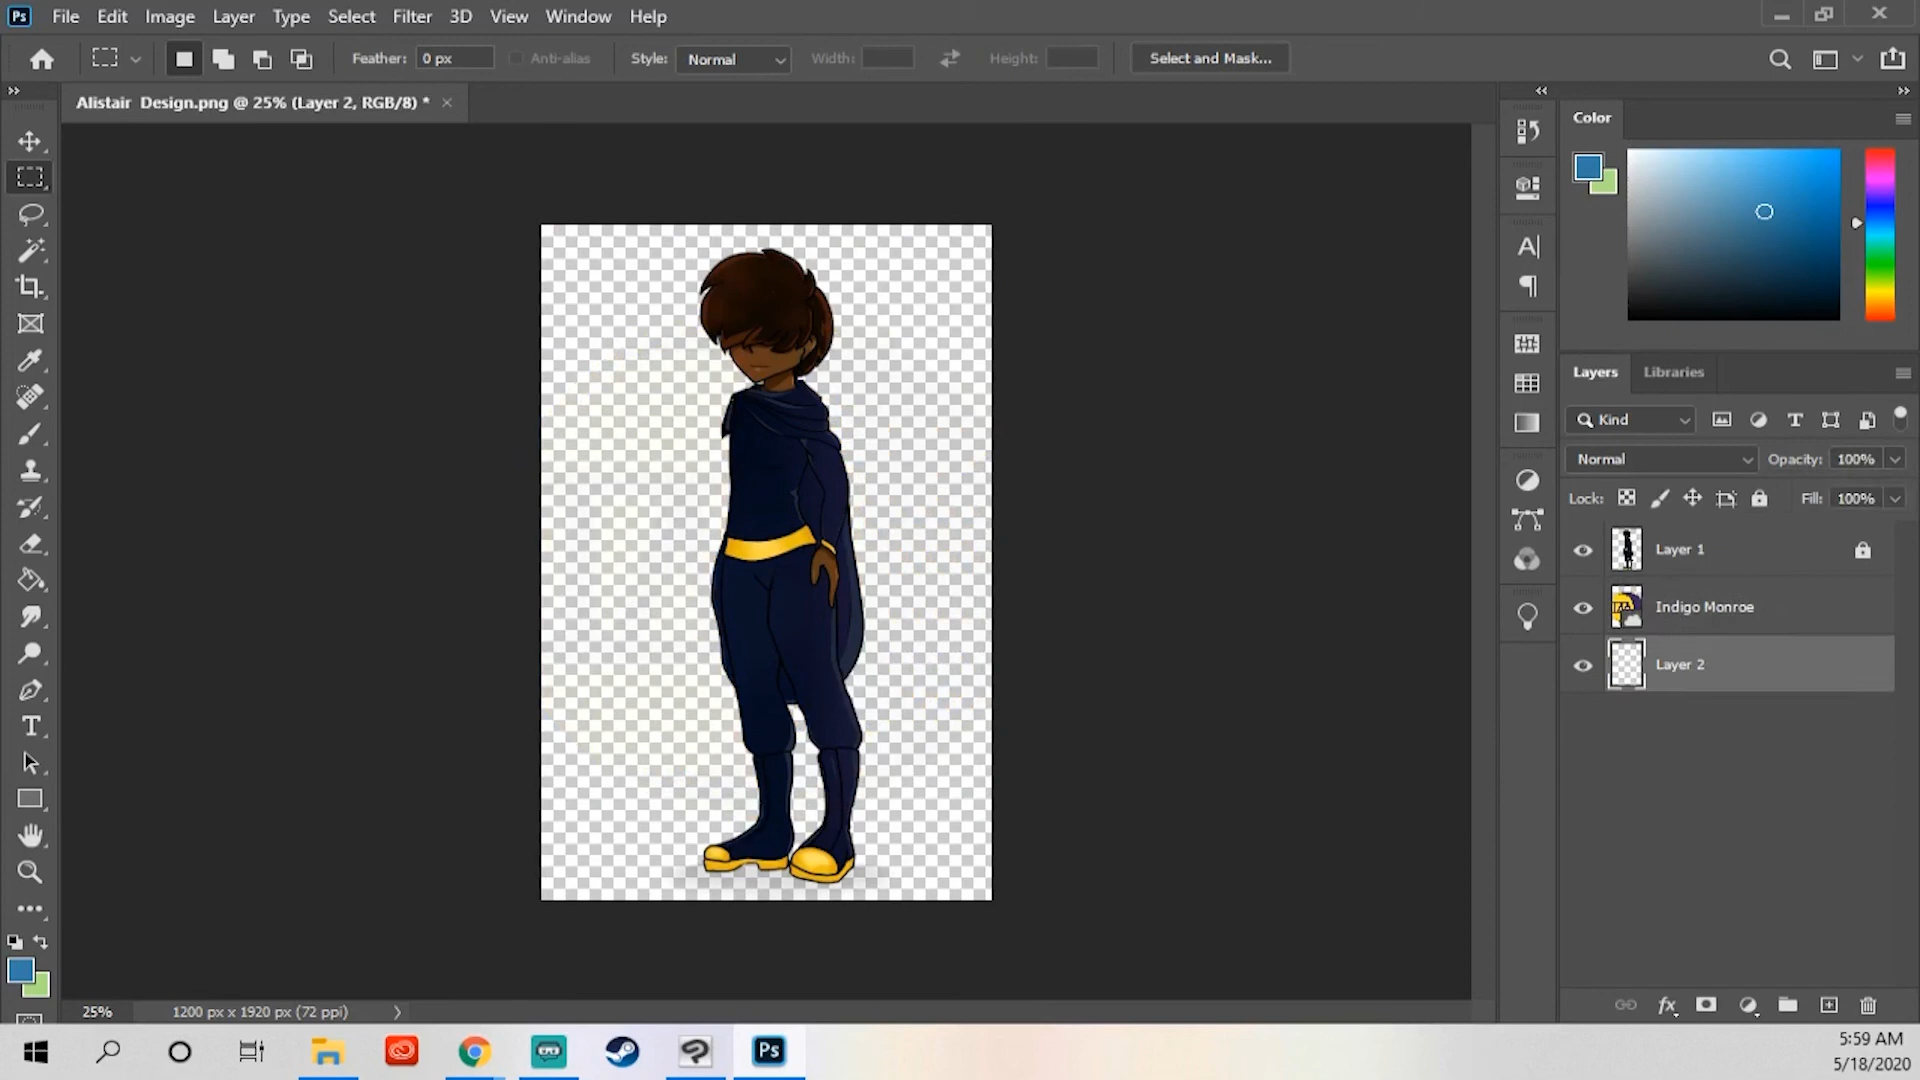 Ps File Edit Image Layer Type Select Filter 3D View Window Help
Feather: 0 px Anti-alias Style: Normal Width: Height: Select and Mask...
Alistair Design.png @ 25% (Layer 2, RGB/8) *
Color
Layers Libraries
Kind
Normal Opacity: 100%
Lock: Fill: 100%
Layer 1
Indigo Monroe
Layer 2
25% 1200 px x 1920 px (72 ppi)
Ps
5:59 AM
5/18/2020